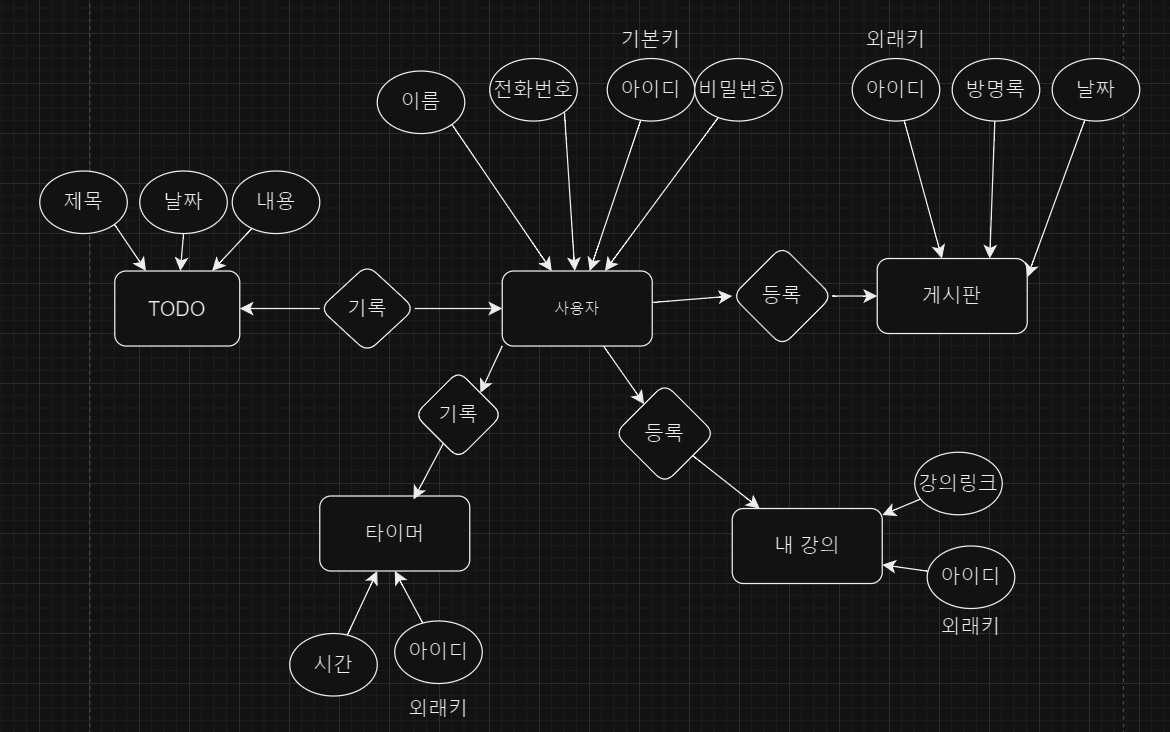 기본키
외래키
이름
전화번호
아이디
비밀번호
아이디
방명록
날짜
제목
날짜
내용
TODO
기록
사용자
등록
게시판
기록
등록
강의링크
타이머
내 강의
아이디
외래키
시간
아이디
외래키